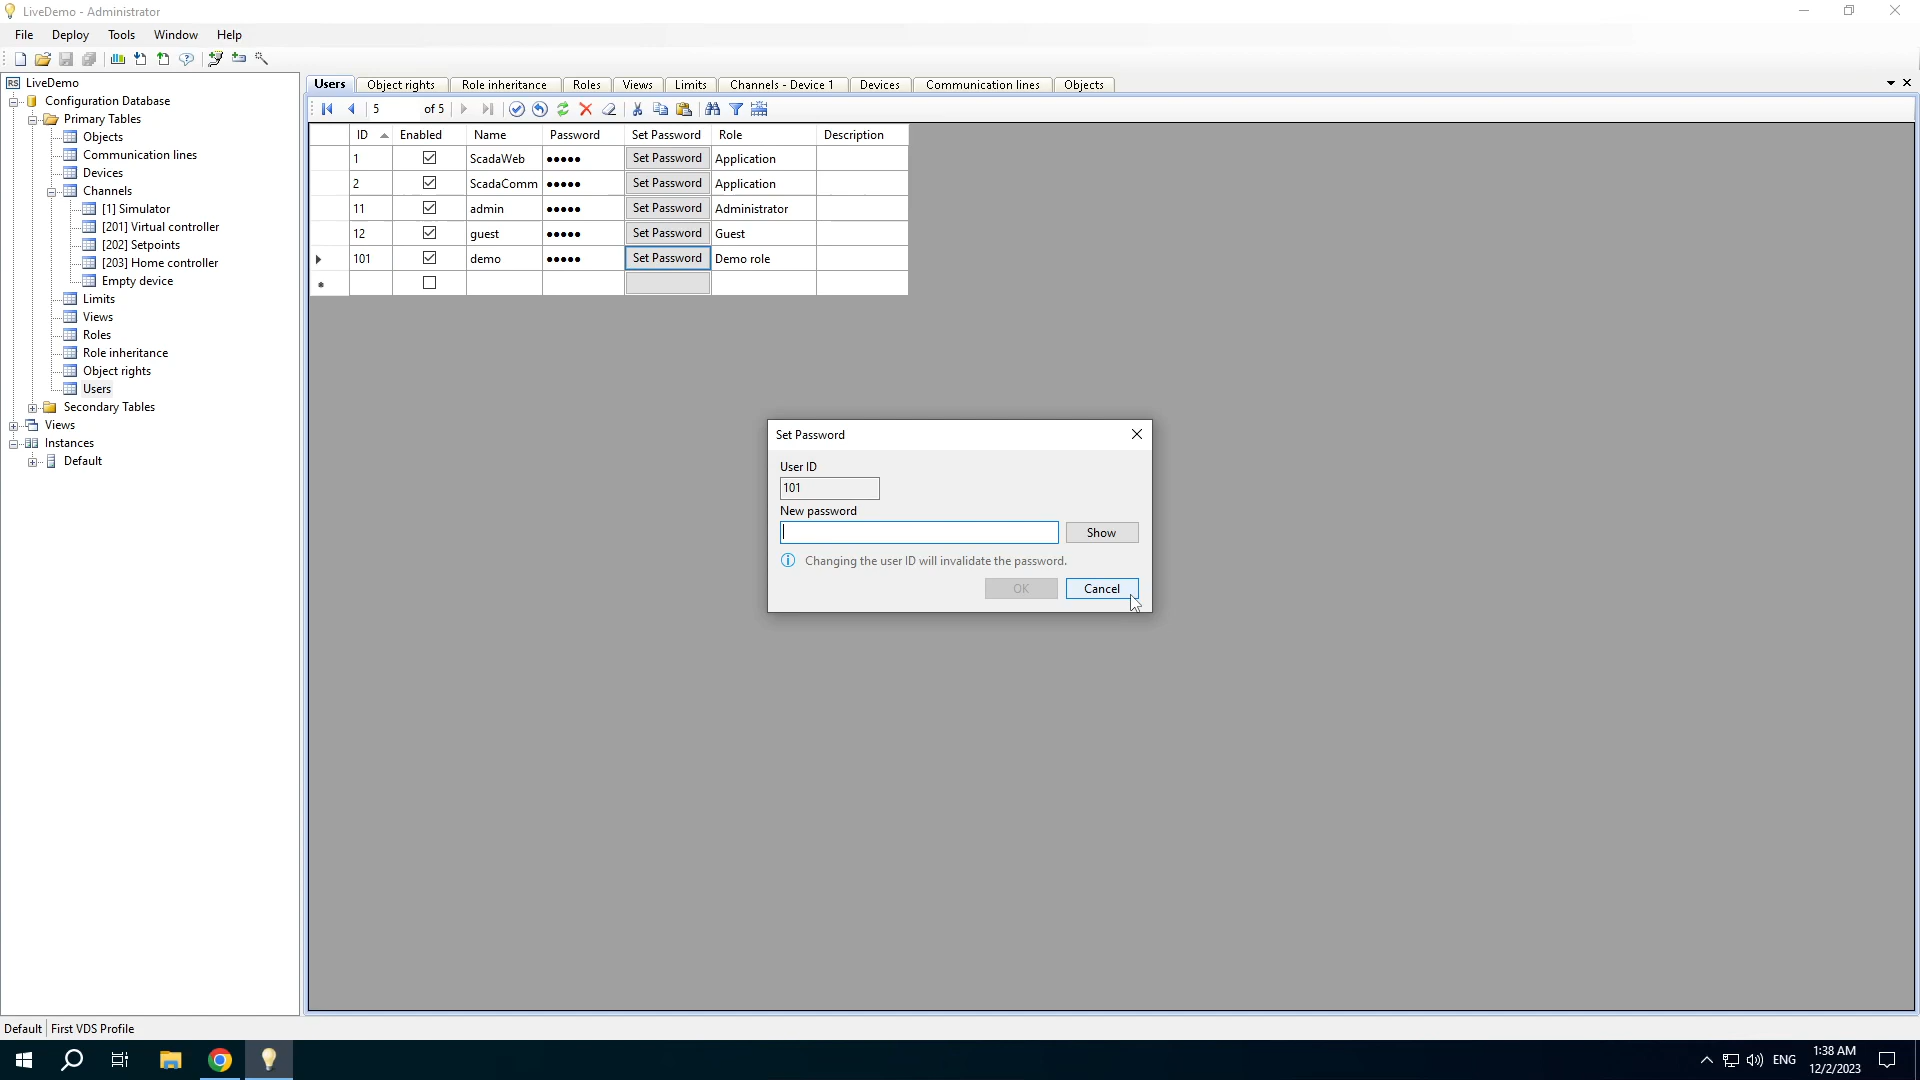 LiveDemo - Administrator
File Deploy Tools Window Help
LiveDemo
Configuration Database
Primary Tables
Objects
Communication lines
Devices
Channels
[1] Simulator
[201] Virtual controller
[202] Setpoints
[203] Home controller
Empty device
Limits
Views
Roles
Role inheritance
Object rights
Users
Secondary Tables
Views
Instances
Default
Users Object rights Role inheritance Roles Views Limits Channels - Device 1 Devices Communication lines Objects
5 of 5
ID Enabled Name Password Set Password Role Description
1 ScadaWeb ●●●●● Set Password Application
2 ScadaComm ●●●●● Set Password Application
11 admin ●●●●● Set Password Administrator
12 guest ●●●●● Set Password Guest
101 demo ●●●●● Set Password Demo role
Set Password
User ID
101
New password
Show
Changing the user ID will invalidate the password.
OK Cancel
Default First VDS Profile
ENG
1:38 AM
12/2/2023